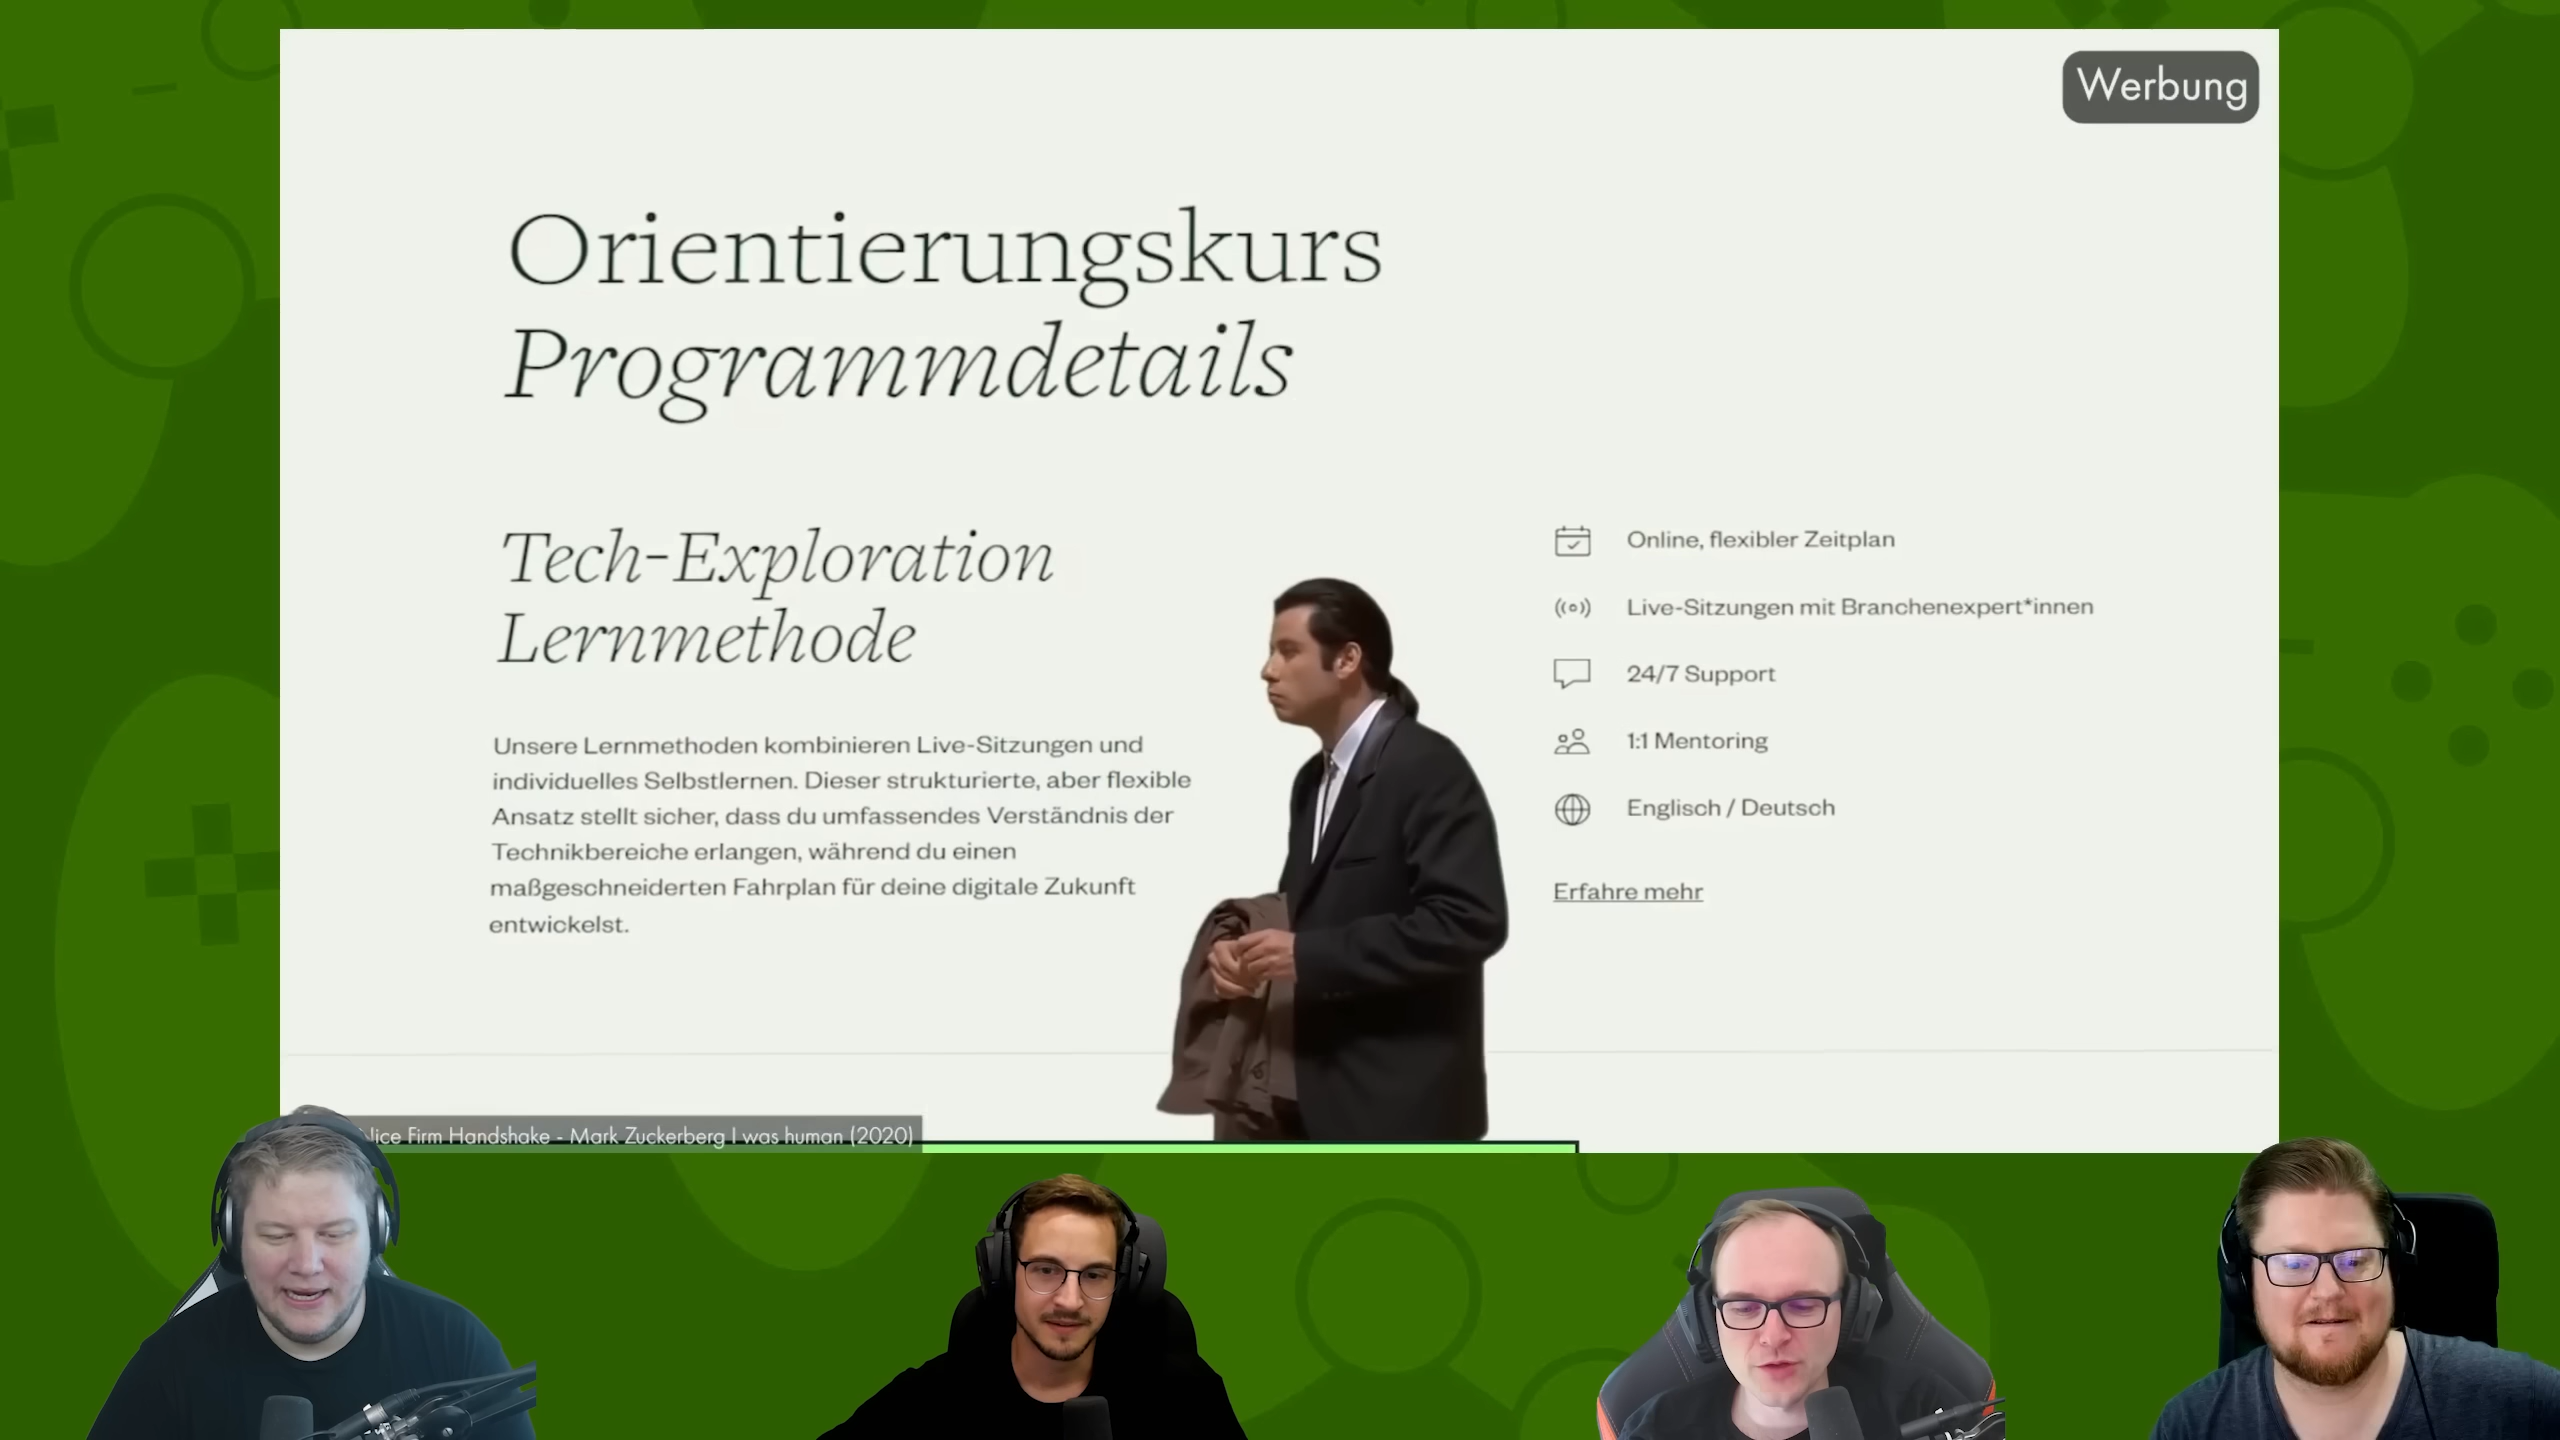 Werbung
Orientierungskurs
Programmdetails
Tech-Exploration
Lernmethode
Unsere Lernmethoden kombinieren Live-Sitzungen und
individuelles Selbstlernen. Dieser strukturierte, aber flexible
Ansatz stellt sicher, dass du umfassendes Verständnis der
Technikbereiche erlangen, während du einen
maßgeschneiderten Fahrplan für deine digitale Zukunft
entwickelst.
Online, flexibler Zeitplan
Live-Sitzungen mit Branchenexpert*innen
24/7 Support
1:1 Mentoring
Englisch / Deutsch
Erfahre mehr
Firm Handshake - Mark Zuckerberg I was human (2020)